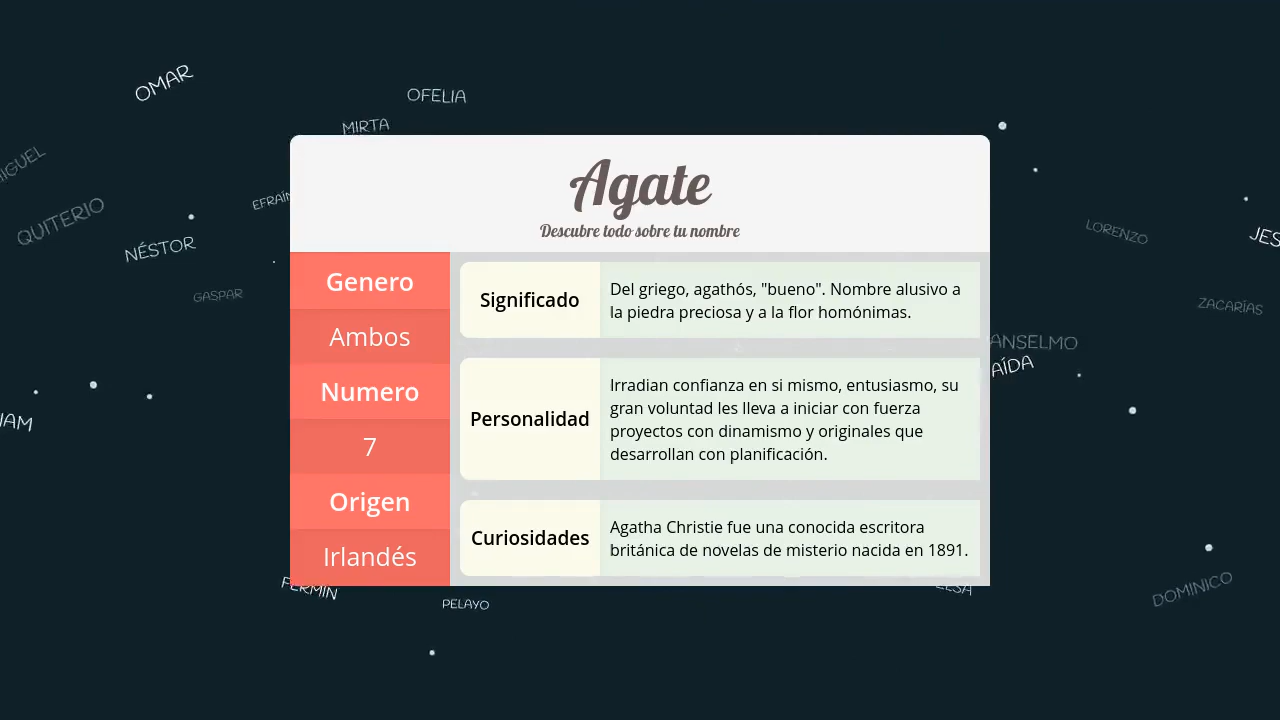 OMAR
OFELIA
MIRTA
MIGUEL
QUITERIO
EFRAÍN
NÉSTOR
GASPAR
LORENZO
ZACARÍAS
ANSELMO
AÍDA
Agate
Descubre todo sobre tu nombre
Genero
Ambos
Numero
7
Origen
Irlandés
Significado
Del griego, agathós, "bueno". Nombre alusivo a
la piedra preciosa y a la flor homónimas.
Personalidad
Irradian confianza en si mismo, entusiasmo, su
gran voluntad les lleva a iniciar con fuerza
proyectos con dinamismo y originales que
desarrollan con planificación.
Curiosidades
Agatha Christie fue una conocida escritora
británica de novelas de misterio nacida en 1891.
FERMÍN
PELAYO
DOMINICO